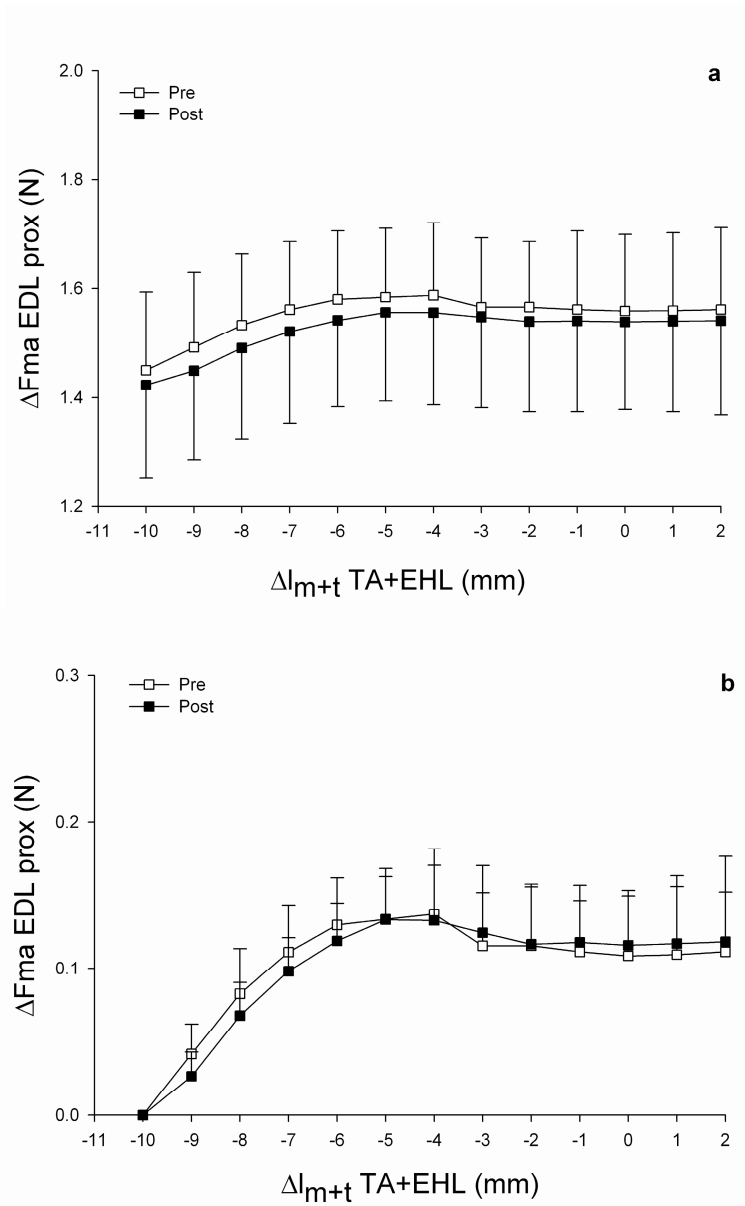 a
Pre
Post
2.0
1.8
1.6
1.4
1.2
ΔFma EDL prox (N)
-11 -10 -9 -8 -7 -6 -5 -4 -3 -2 -1 0 1 2
Δlm+t TA+EHL (mm)
b
Pre
Post
0.3
0.2
0.1
0.0
ΔFma EDL prox (N)
-11 -10 -9 -8 -7 -6 -5 -4 -3 -2 -1 0 1 2
Δlm+t TA+EHL (mm)